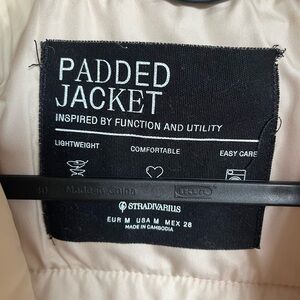 PADDED
JACKET
INSPIRED BY FUNCTION AND UTILITY
LIGHTWEIGHT COMFORTABLE EASY CARE
Made in China IKEA
STRADIVARIUS
EUR M USA M MEX 28
MADE IN CAMBODIA